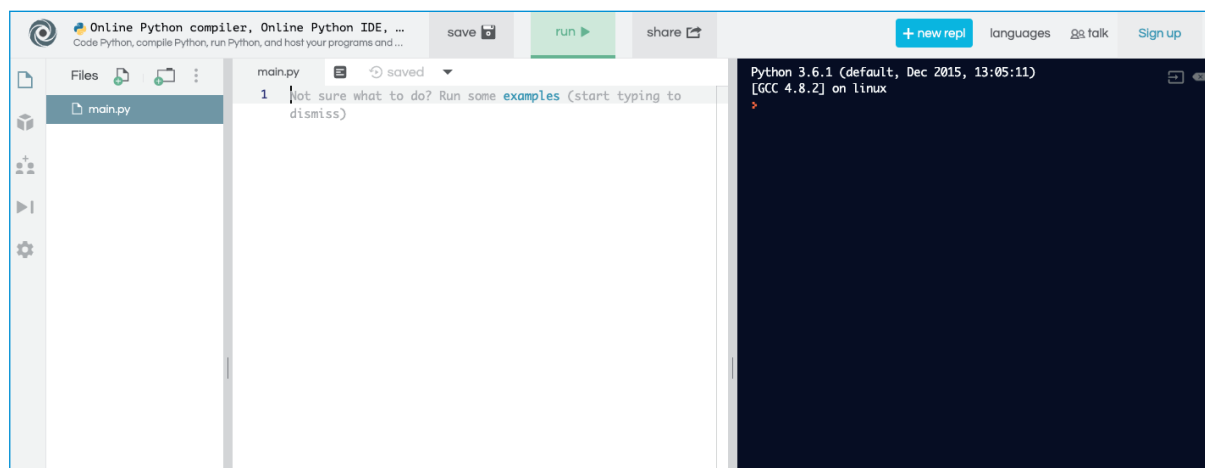 Online Python compiler, Online Python IDE, ...
Code Python, compile Python, run Python, and host your programs and ...
save
run
share
+ new repl
languages
talk
Sign up
Files
main.py
main.py
saved
1 Not sure what to do? Run some examples (start typing to
dismiss)
Python 3.6.1 (default, Dec 2015, 13:05:11)
[GCC 4.8.2] on linux